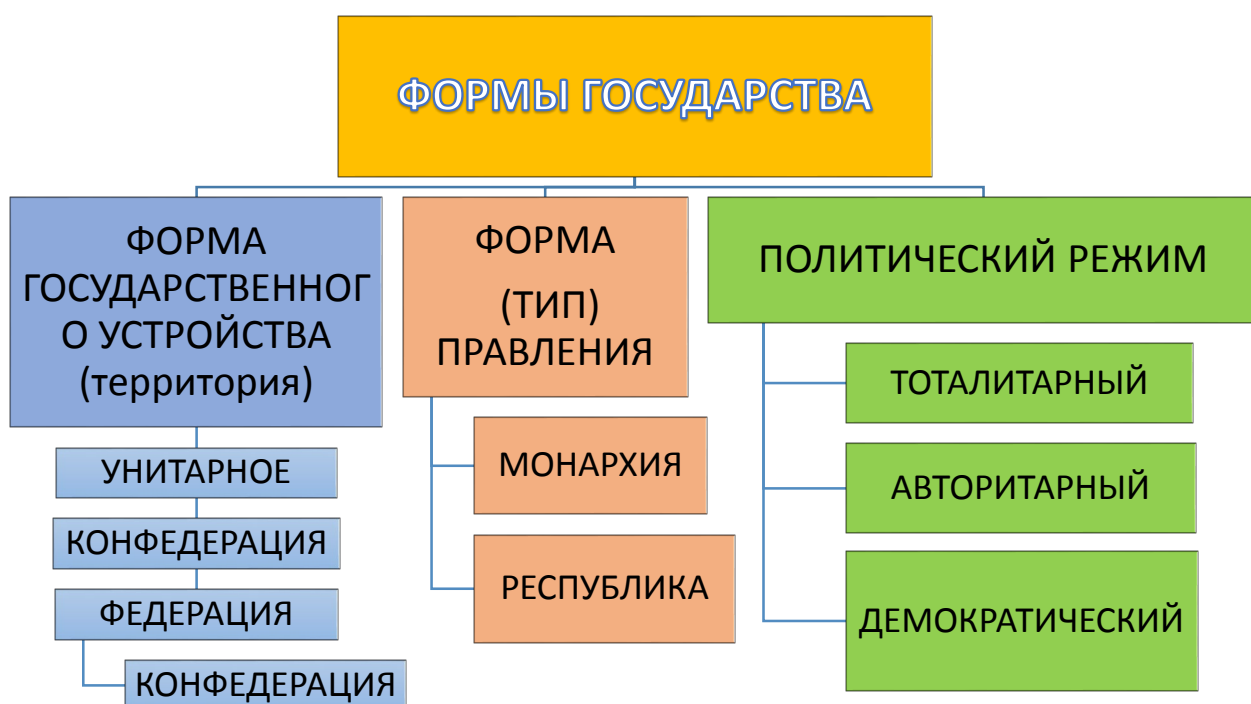 ФОРМЫ ГОСУДАРСТВА
ФОРМА
ГОСУДАРСТВЕННОГ
О УСТРОЙСТВА
(территория)
УНИТАРНОЕ
КОНФЕДЕРАЦИЯ
ФЕДЕРАЦИЯ
КОНФЕДЕРАЦИЯ
ФОРМА
(ТИП)
ПРАВЛЕНИЯ
МОНАРХИЯ
РЕСПУБЛИКА
ПОЛИТИЧЕСКИЙ РЕЖИМ
ТОТАЛИТАРНЫЙ
АВТОРИТАРНЫЙ
ДЕМОКРАТИЧЕСКИЙ